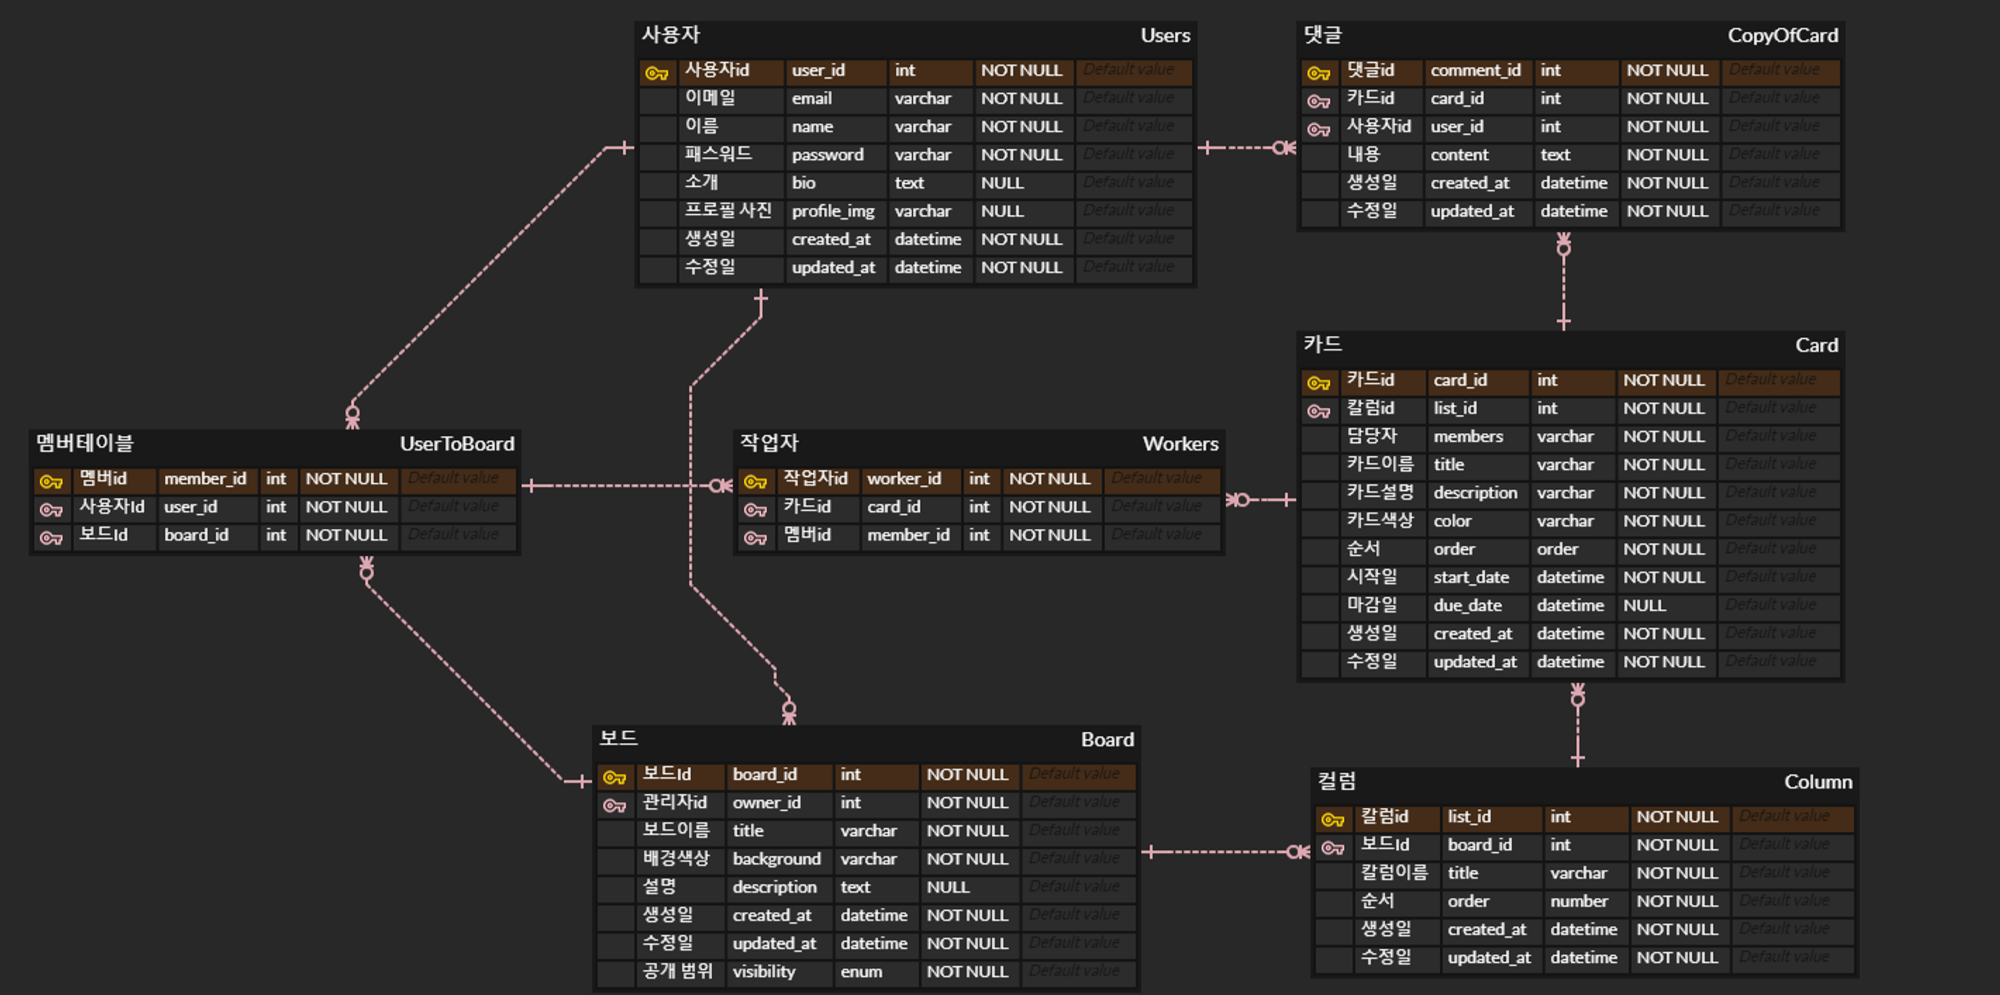 사용자 Users
사용자id user_id int NOT NULL Default value
이메일 email varchar NOT NULL Default value
이름 name varchar NOT NULL Default value
패스워드 password varchar NOT NULL Default value
소개 bio text NULL Default value
프로필 사진 profile_img varchar NULL Default value
생성일 created_at datetime NOT NULL Default value
수정일 updated_at datetime NOT NULL Default value
댓글 CopyOfCard
댓글id comment_id int NOT NULL Default value
카드id card_id int NOT NULL Default value
사용자id user_id int NOT NULL Default value
내용 content text NOT NULL Default value
생성일 created_at datetime NOT NULL Default value
수정일 updated_at datetime NOT NULL Default value
멤버테이블 UserToBoard
멤버id member_id int NOT NULL Default value
사용자Id user_id int NOT NULL Default value
보드Id board_id int NOT NULL Default value
작업자 Workers
작업자id worker_id int NOT NULL Default value
카드id card_id int NOT NULL Default value
멤버id member_id int NOT NULL Default value
카드 Card
카드id card_id int NOT NULL Default value
칼럼id list_id int NOT NULL Default value
담당자 members varchar NOT NULL Default value
카드이름 title varchar NOT NULL Default value
카드설명 description varchar NOT NULL Default value
카드색상 color varchar NOT NULL Default value
순서 order order NOT NULL Default value
시작일 start_date datetime NOT NULL Default value
마감일 due_date datetime NULL Default value
생성일 created_at datetime NOT NULL Default value
수정일 updated_at datetime NOT NULL Default value
보드 Board
보드Id board_id int NOT NULL Default value
관리자id owner_id int NOT NULL Default value
보드이름 title varchar NOT NULL Default value
배경색상 background varchar NOT NULL Default value
설명 description text NULL Default value
생성일 created_at datetime NOT NULL Default value
수정일 updated_at datetime NOT NULL Default value
공개 범위 visibility enum NOT NULL Default value
컬럼 Column
칼럼id list_id int NOT NULL Default value
보드Id board_id int NOT NULL Default value
칼럼이름 title varchar NOT NULL Default value
순서 order number NOT NULL Default value
생성일 created_at datetime NOT NULL Default value
수정일 updated_at datetime NOT NULL Default value